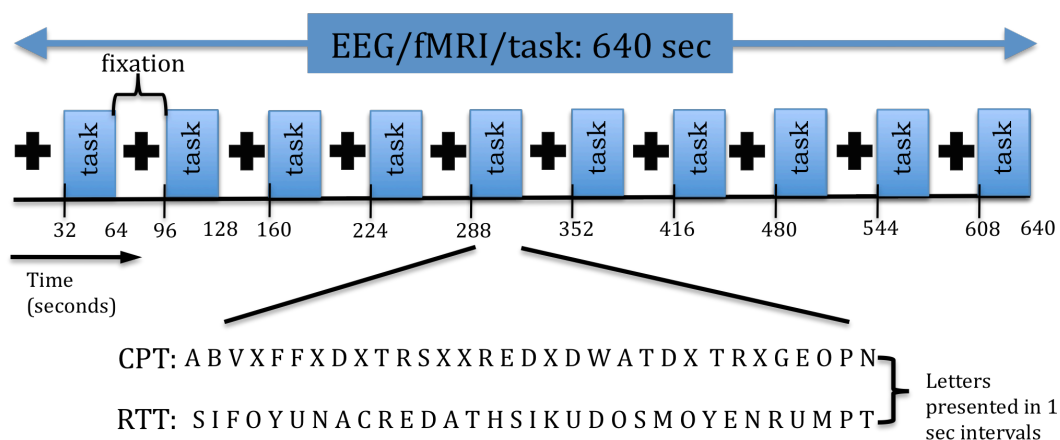 EEG/fMRI/task: 640 sec
fixation
task task task task task task task task task task
32 64 96 128 160 224 288 352 416 480 544 608 640
Time
(seconds)
CPT: A B V X F F X D X T R S X X R E D X D W A T D X T R X G E O P N
RTT: S I F O Y U N A C R E D A T H S I K U D O S M O Y E N R U M P T
Letters
presented in 1
sec intervals